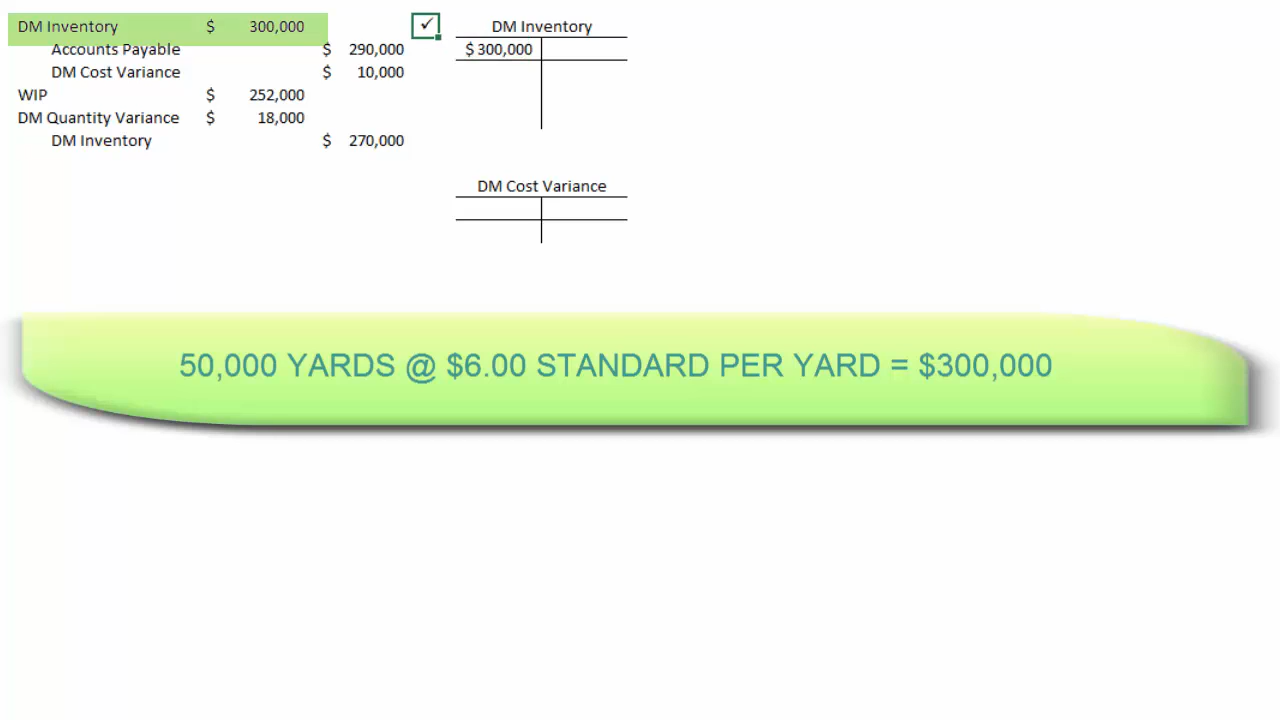 DM Inventory $ 300,000 ✓
Accounts Payable $ 290,000
DM Cost Variance $ 10,000
WIP $ 252,000
DM Quantity Variance $ 18,000
DM Inventory $ 270,000
DM Inventory
$ 300,000
DM Cost Variance
50,000 YARDS @ $6.00 STANDARD PER YARD = $300,000